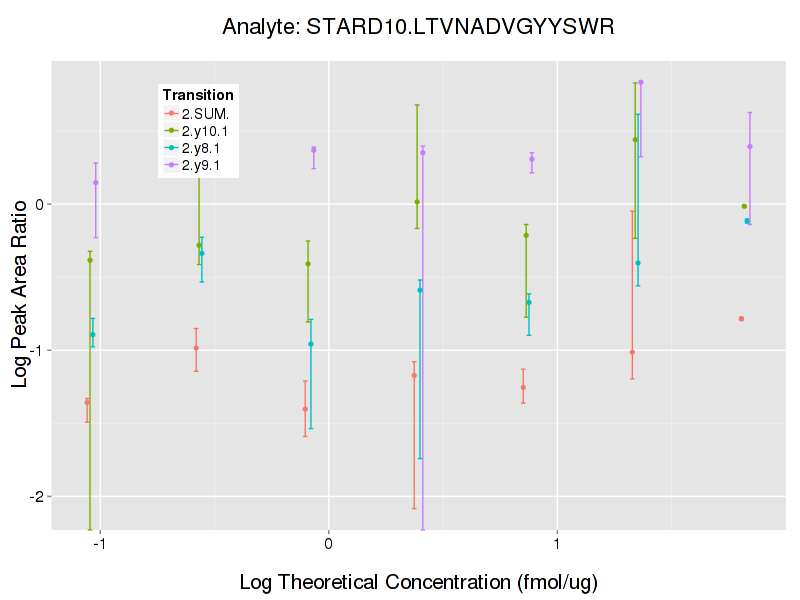 Analyte: STARD10.LTVNADVGYYSWR
Transition
2.SUM.
2.y10.1
2.y8.1
2.y9.1
Log Peak Area Ratio
0
-1
-2
-1
0
1
Log Theoretical Concentration (fmol/ug)